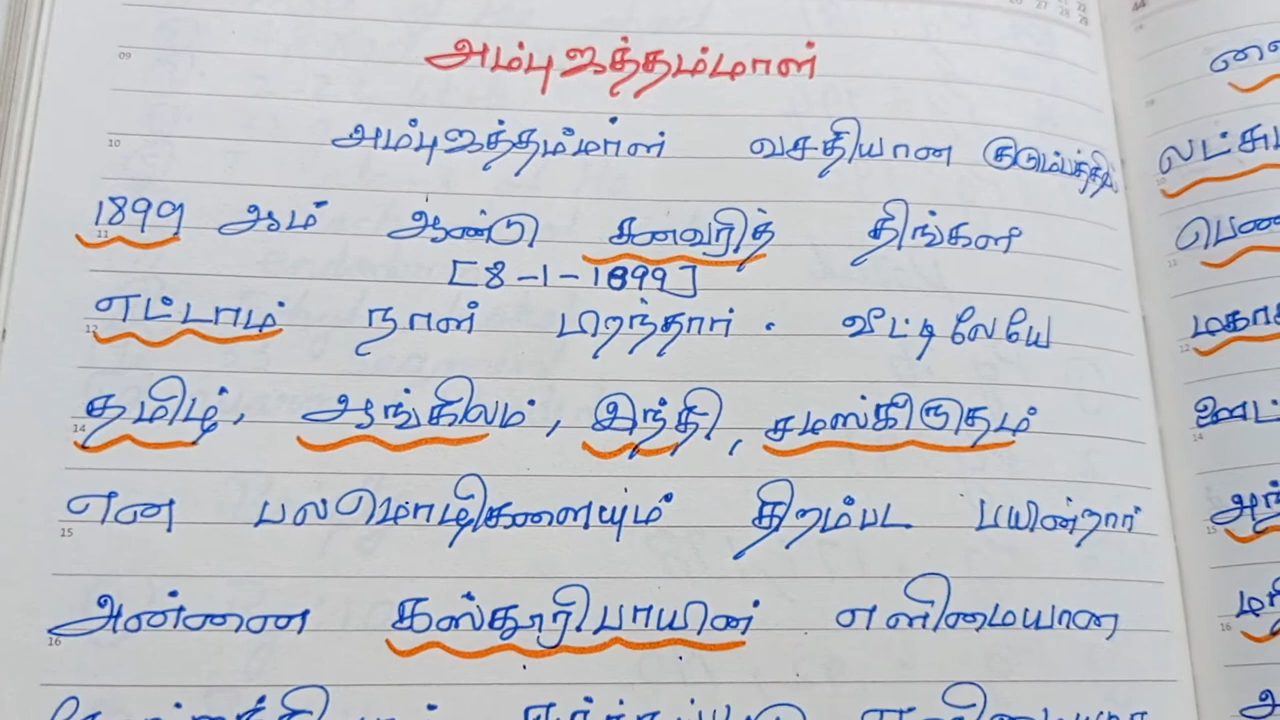 அம்புஜத்தம்மாள்
அம்புஜத்தம்மாள் வசதியான குடும்பத்தில்
1899 ஆம் ஆண்டு சனவரித் திங்கள்
[8-1-1899]
எட்டாம் நாள் பிறந்தார். வீட்டிலேயே
தமிழ், ஆங்கிலம், இந்தி, சமஸ்கிருதம்
என பலமொழிகளையும் திறம்பட பயின்றார்
அன்னை கஸ்தூரிபாயின் எளிமையான